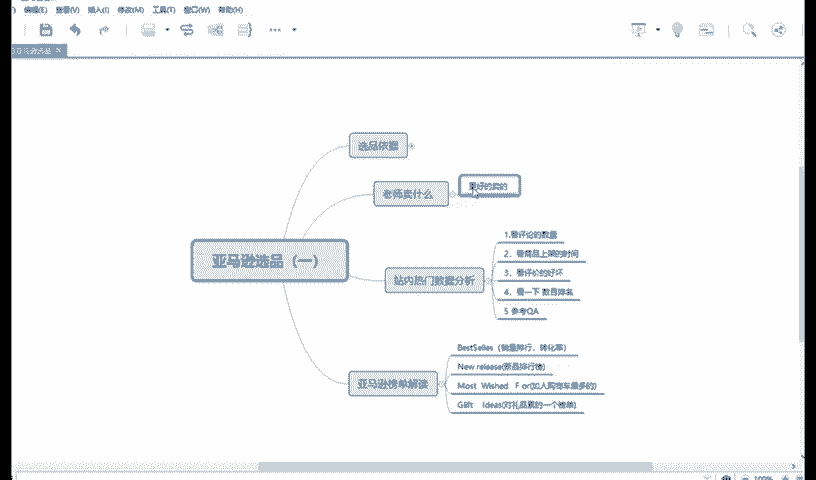 编辑(E) 查看(V) 插入(I) 修改(M) 工具(T) 窗口(W) 帮助(H)
亚马逊选品
选品依据
老师卖什么
更好的卖的
亚马逊选品（一）
站内热门数据分析
1.看评论的数量
2、看商品上架的时间
3、看评价的好坏
4、看一下 数目排名
5 参考QA
亚马逊榜单解读
BestSelles（销量排行，转化率）
New release(新品排行榜)
Most Wished F or(加入购物车最多的)
Gift Ideas(对礼品类的一个榜单)
100%